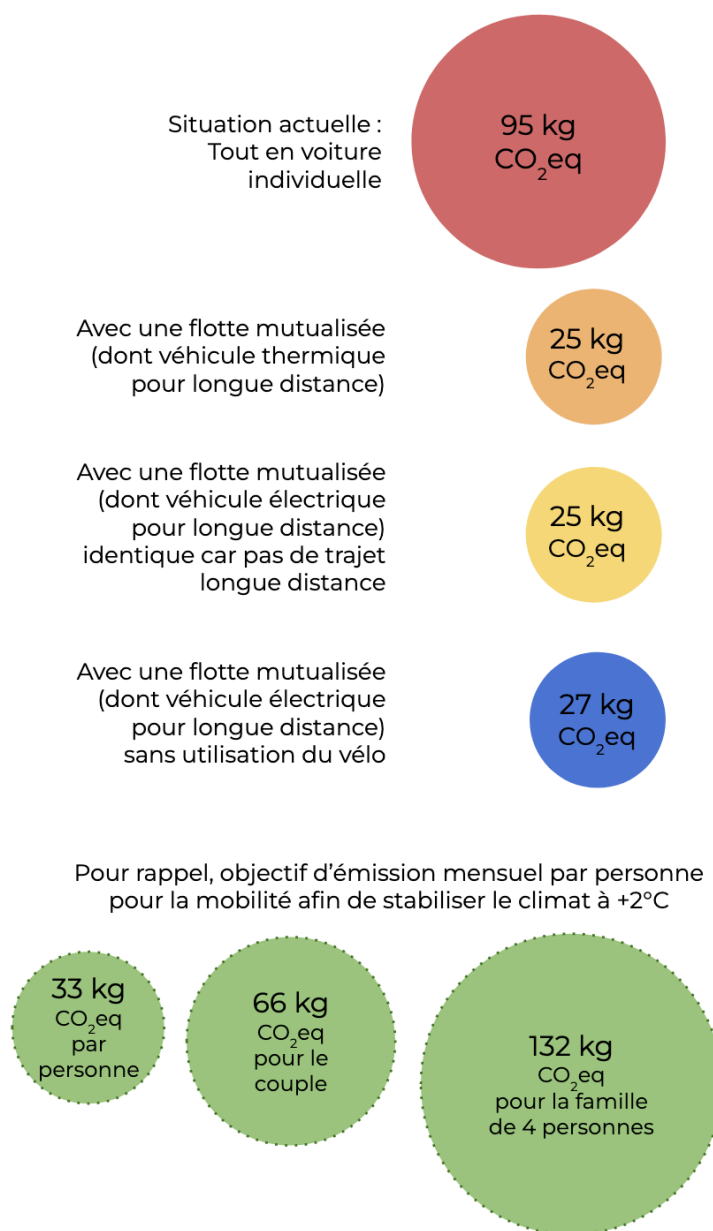 Situation actuelle :
Tout en voiture
individuelle
95 kg
CO₂eq
Avec une flotte mutualisée
(dont véhicule thermique
pour longue distance)
25 kg
CO₂eq
Avec une flotte mutualisée
(dont véhicule électrique
pour longue distance)
identique car pas de trajet
longue distance
25 kg
CO₂eq
Avec une flotte mutualisée
(dont véhicule électrique
pour longue distance)
sans utilisation du vélo
27 kg
CO₂eq
Pour rappel, objectif d’émission mensuel par personne
pour la mobilité afin de stabiliser le climat à +2°C
33 kg
CO₂eq
par
personne
66 kg
CO₂eq
pour le
couple
132 kg
CO₂eq
pour la famille
de 4 personnes